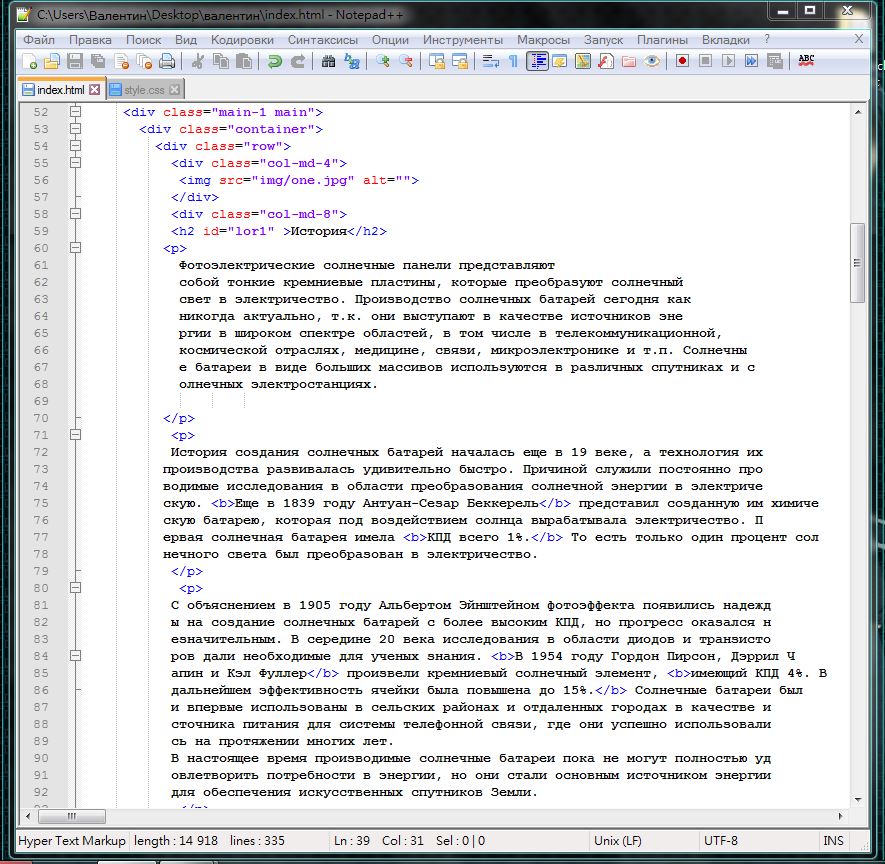 C:\Users\Валентин\Desktop\валентин\index.html - Notepad++
Файл Правка Поиск Вид Кодировки Синтаксисы Опции Инструменты Макросы Запуск Плагины Вкладки ? X
ABC
index.html style.css
52 <div class="main-1 main">
53 <div class="container">
54 <div class="row">
55 <div class="col-md-4">
56 <img src="img/one.jpg" alt="">
57 </div>
58 <div class="col-md-8">
59 <h2 id="lor1" >История</h2>
60 <p>
61 Фотоэлектрические солнечные панели представляют
62 собой тонкие кремниевые пластины, которые преобразуют солнечный
63 свет в электричество. Производство солнечных батарей сегодня как
64 никогда актуально, т.к. они выступают в качестве источников эне
65 ргии в широком спектре областей, в том числе в телекоммуникационной,
66 космической отраслях, медицине, связи, микроэлектронике и т.п. Солнечны
67 е батареи в виде больших массивов используются в различных спутниках и с
68 олнечных электростанциях.
69
70 </p>
71 <p>
72 История создания солнечных батарей началась еще в 19 веке, а технология их
73 производства развивалась удивительно быстро. Причиной служили постоянно про
74 водимые исследования в области преобразования солнечной энергии в электриче
75 скую. <b>Еще в 1839 году Антуан-Cesар Беккерель</b> представил созданную им химиче
76 скую батарею, которая под воздействием солнца вырабатывала электричество. П
77 ервая солнечная батарея имела <b>КПД всего 1%.</b> То есть только один процент сол
78 нечного света был преобразован в электричество.
79 </p>
80 <p>
81 С объяснением в 1905 году Альбертом Эйнштейном фотоэффекта появились надежд
82 ы на создание солнечных батарей с более высоким КПД, но прогресс оказался н
83 езначительным. В середине 20 века исследования в области диодов и транзисто
84 ров дали необходимые для ученых знания. <b>В 1954 году Гордон Пирсон, Дэррил Ч
85 апин и Кэл Фуллер</b> произвели кремниевый солнечный элемент, <b>имеющий КПД 4%. В
86 дальнейшем эффективность ячейки была повышена до 15%.</b> Солнечные батареи был
87 и впервые использованы в сельских районах и отдаленных городах в качестве и
88 сточника питания для системы телефонной связи, где они успешно использовали
89 сь на протяжении многих лет.
90 В настоящее время производимые солнечные батареи пока не могут полностью уд
91 овлетворить потребности в энергии, но они стали основным источником энергии
92 для обеспечения искусственных спутников Земли.
Hyper Text Markup length : 14 918 lines : 335 Ln : 39 Col : 31 Sel : 0 | 0 Unix (LF) UTF-8 INS